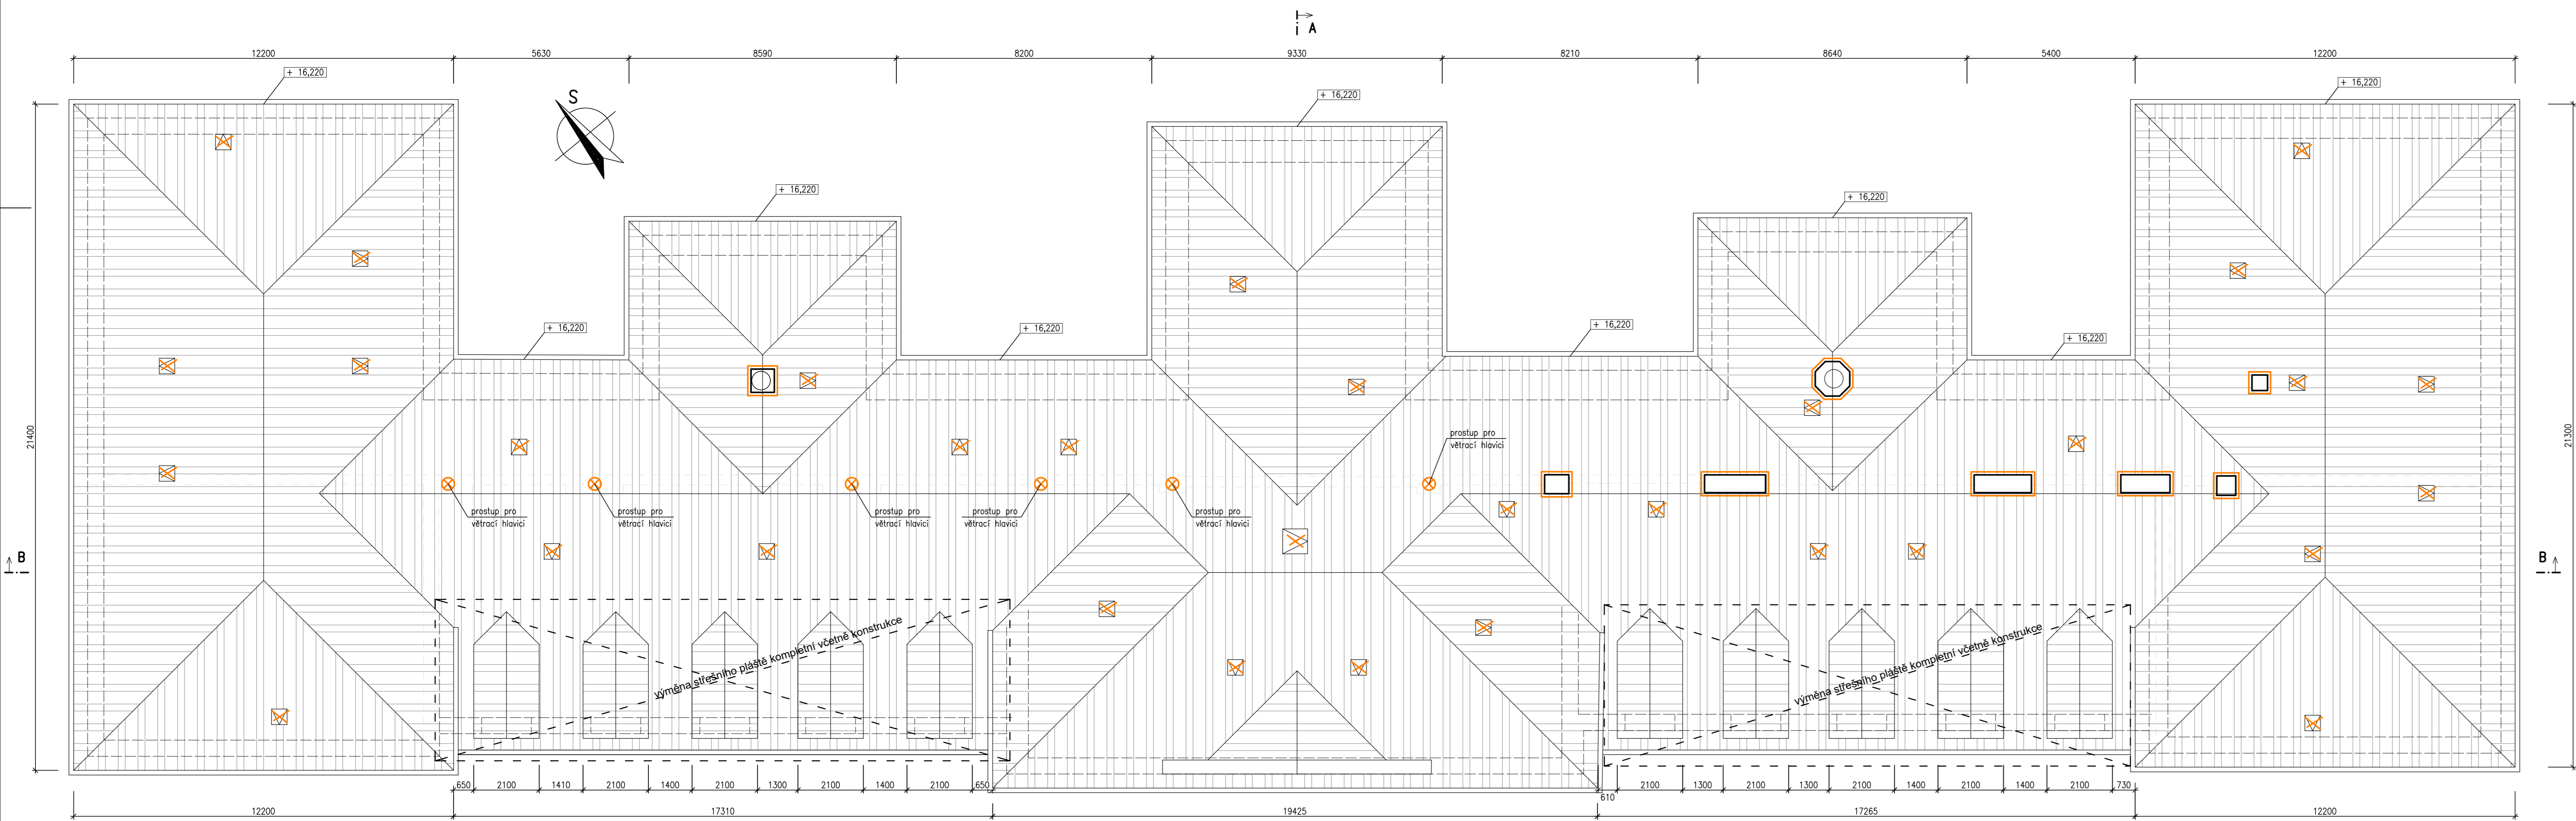 A
12200 5630 8590 8200 9330 8210 8640 5400 12200
+ 16,220
+ 16,220
+ 16,220
S
+ 16,220
+ 16,220
+ 16,220
+ 16,220
+ 16,220
+ 16,220
21400
21300
prostup pro
větrací hlavici
prostup pro
větrací hlavici
prostup pro
větrací hlavici
prostup pro
větrací hlavici
prostup pro
větrací hlavici
prostup pro
větrací hlavici
B
B
výměna střešního pláště kompletní včetně konstrukce
výměna střešního pláště kompletní včetně konstrukce
650 2100 1410 2100 1400 2100 1300 2100 1400 2100 650
610 2100 1300 2100 1300 2100 1400 2100 1400 2100 730
12200 17310 19425 17265 12200